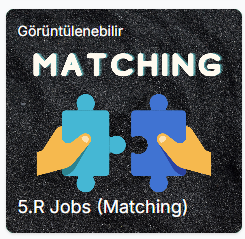 Görüntülenebilir
MATCHING
5.R Jobs (Matching)